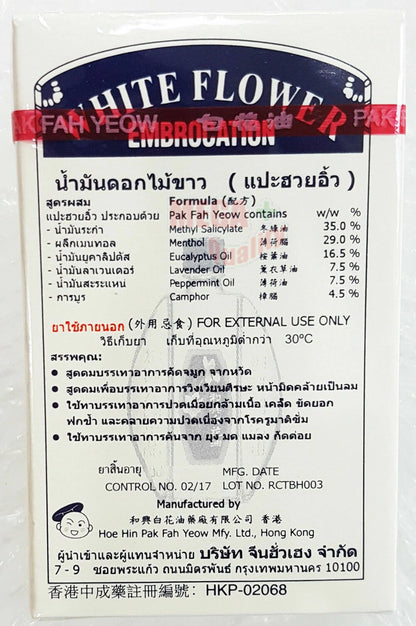 WHITE FLOWER
PAK FAH YEOW 白花油 PAK F
EMBROCATION
น้ำมันดอกไม้ขาว ( แปะฮวยอิ้ว )
สูตรผสม Formula (配方)
แปะฮวยอิ้ว ประกอบด้วย Pak Fah Yeow contains w/w %
- น้ำมันระกำ Methyl Salicylate 冬綠油 35.0 %
- ผลึกเมนทอล Menthol 薄荷腦 29.0 %
- น้ำมันยูคาลิปตัส Eucalyptus Oil 桉葉油 16.5 %
- น้ำมันลาเวนเดอร์ Lavender Oil 薰衣草油 7.5 %
- น้ำมันสะระแหน่ Peppermint Oil 薄荷油 7.5 %
- การบูร Camphor 樟腦 4.5 %
ยาใช้ภายนอก (外用忌食) FOR EXTERNAL USE ONLY
วิธีเก็บยา เก็บที่อุณหภูมิต่ำกว่า 30°C
สรรพคุณ:
● สูดดมบรรเทาอาการคัดจมูก จากหวัด
● สูดดมเพื่อบรรเทาอาการวิงเวียนศีรษะ หน้ามืดคล้ายเป็นลม
● ใช้ทาบรรเทาอาการปวดเมื่อยกล้ามเนื้อ เคล็ด ขัดยอก
ฟกช้ำ และคลายความปวดเนื่องจากโรครูมาติซั่ม
● ใช้ทาบรรเทาอาการคันจาก ยุง มด แมลง กัดต่อย
ยาสิ้นอายุ MFG. DATE
CONTROL NO. 02/17 LOT NO. RCTBH003
Manufactured by
和興白花油藥廠有限公司 香港
Hoe Hin Pak Fah Yeow Mfy. Ltd., Hong Kong
ผู้นำเข้าและผู้แทนจำหน่าย บริษัท จีนฮั่วเฮง จำกัด
7 - 9 ซอยพระแก้ว ถนนมิตรพันธ์ กรุงเทพมหานคร 10100
香港中成藥註冊編號: HKP-02068